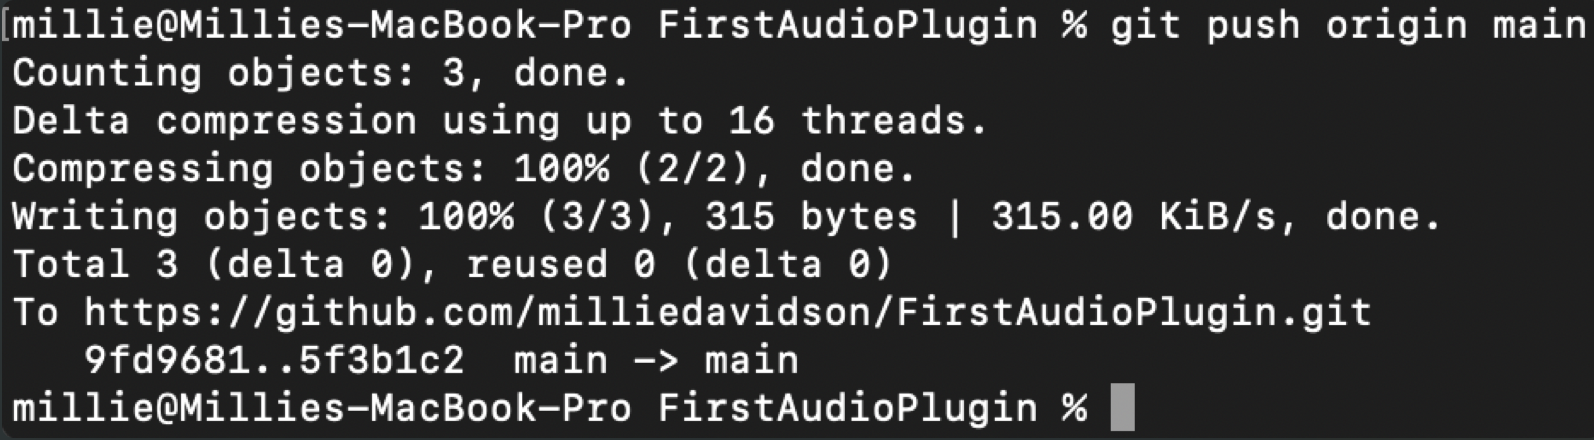 [millie@Millies-MacBook-Pro FirstAudioPlugin % git push origin main
Counting objects: 3, done.
Delta compression using up to 16 threads.
Compressing objects: 100% (2/2), done.
Writing objects: 100% (3/3), 315 bytes | 315.00 KiB/s, done.
Total 3 (delta 0), reused 0 (delta 0)
To https://github.com/milliedavidson/FirstAudioPlugin.git
   9fd9681..5f3b1c2  main -> main
millie@Millies-MacBook-Pro FirstAudioPlugin %